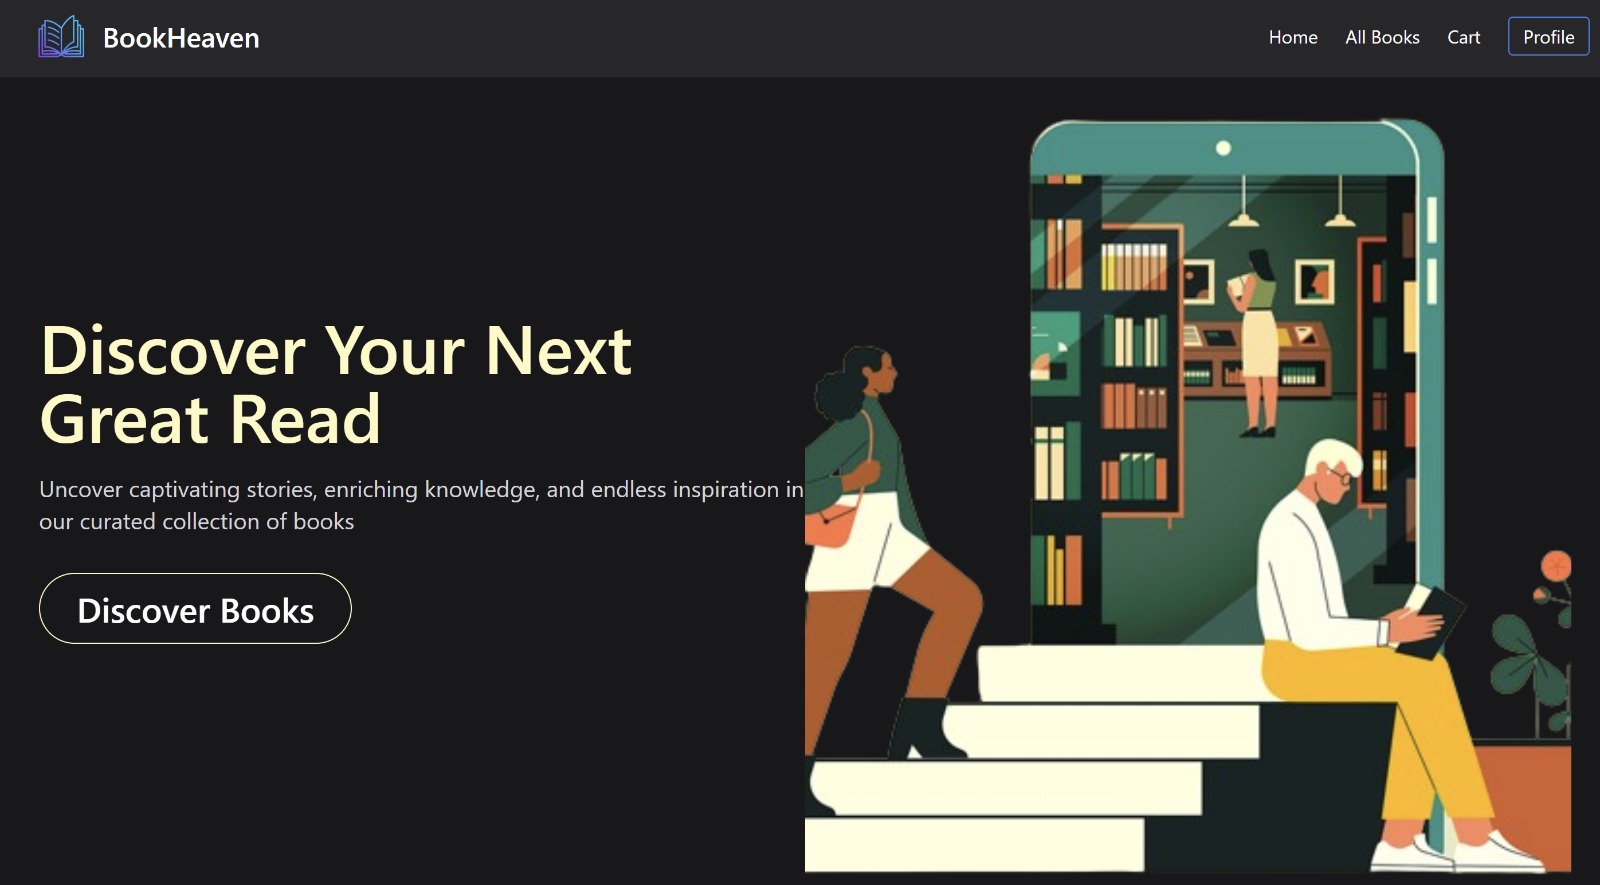 BookHeaven
Home
All Books
Cart
Profile
Discover Your Next
Great Read
Uncover captivating stories, enriching knowledge, and endless inspiration in
our curated collection of books
Discover Books